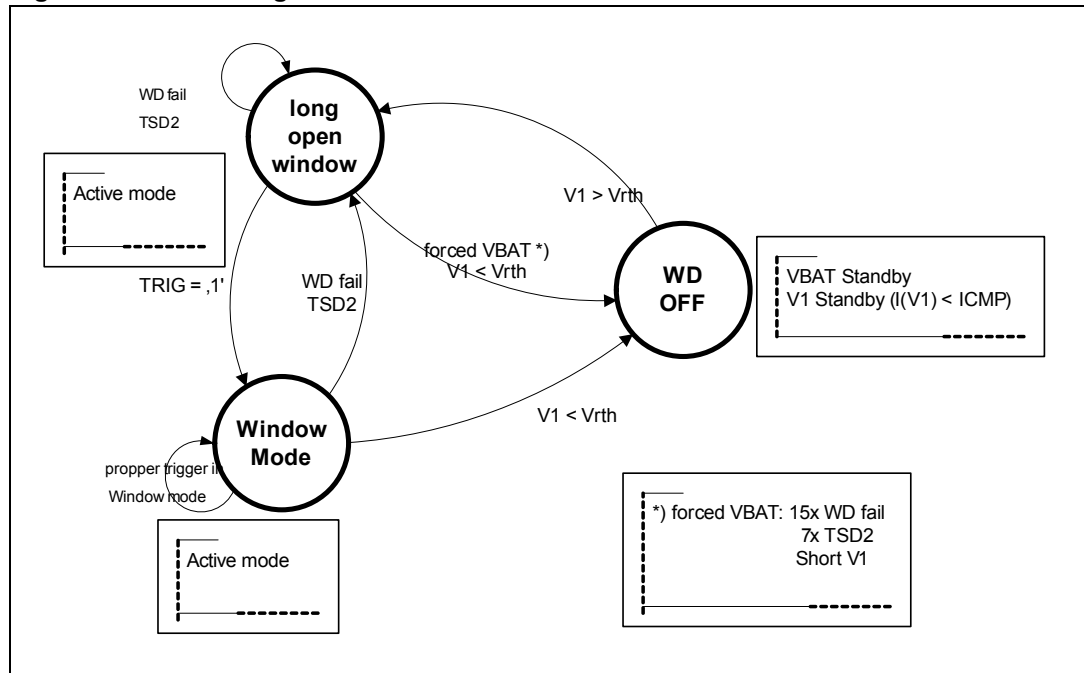 WD fail
TSD2
long
open
window
Active mode
TRIG = ‚1'
WD fail
TSD2
forced VBAT *)
V1 < Vrth
V1 > Vrth
WD
OFF
VBAT Standby
V1 Standby (I(V1) < ICMP)
V1 < Vrth
Window
Mode
propper trigger in
Window mode
Active mode
*) forced VBAT: 15x WD fail
7x TSD2
Short V1